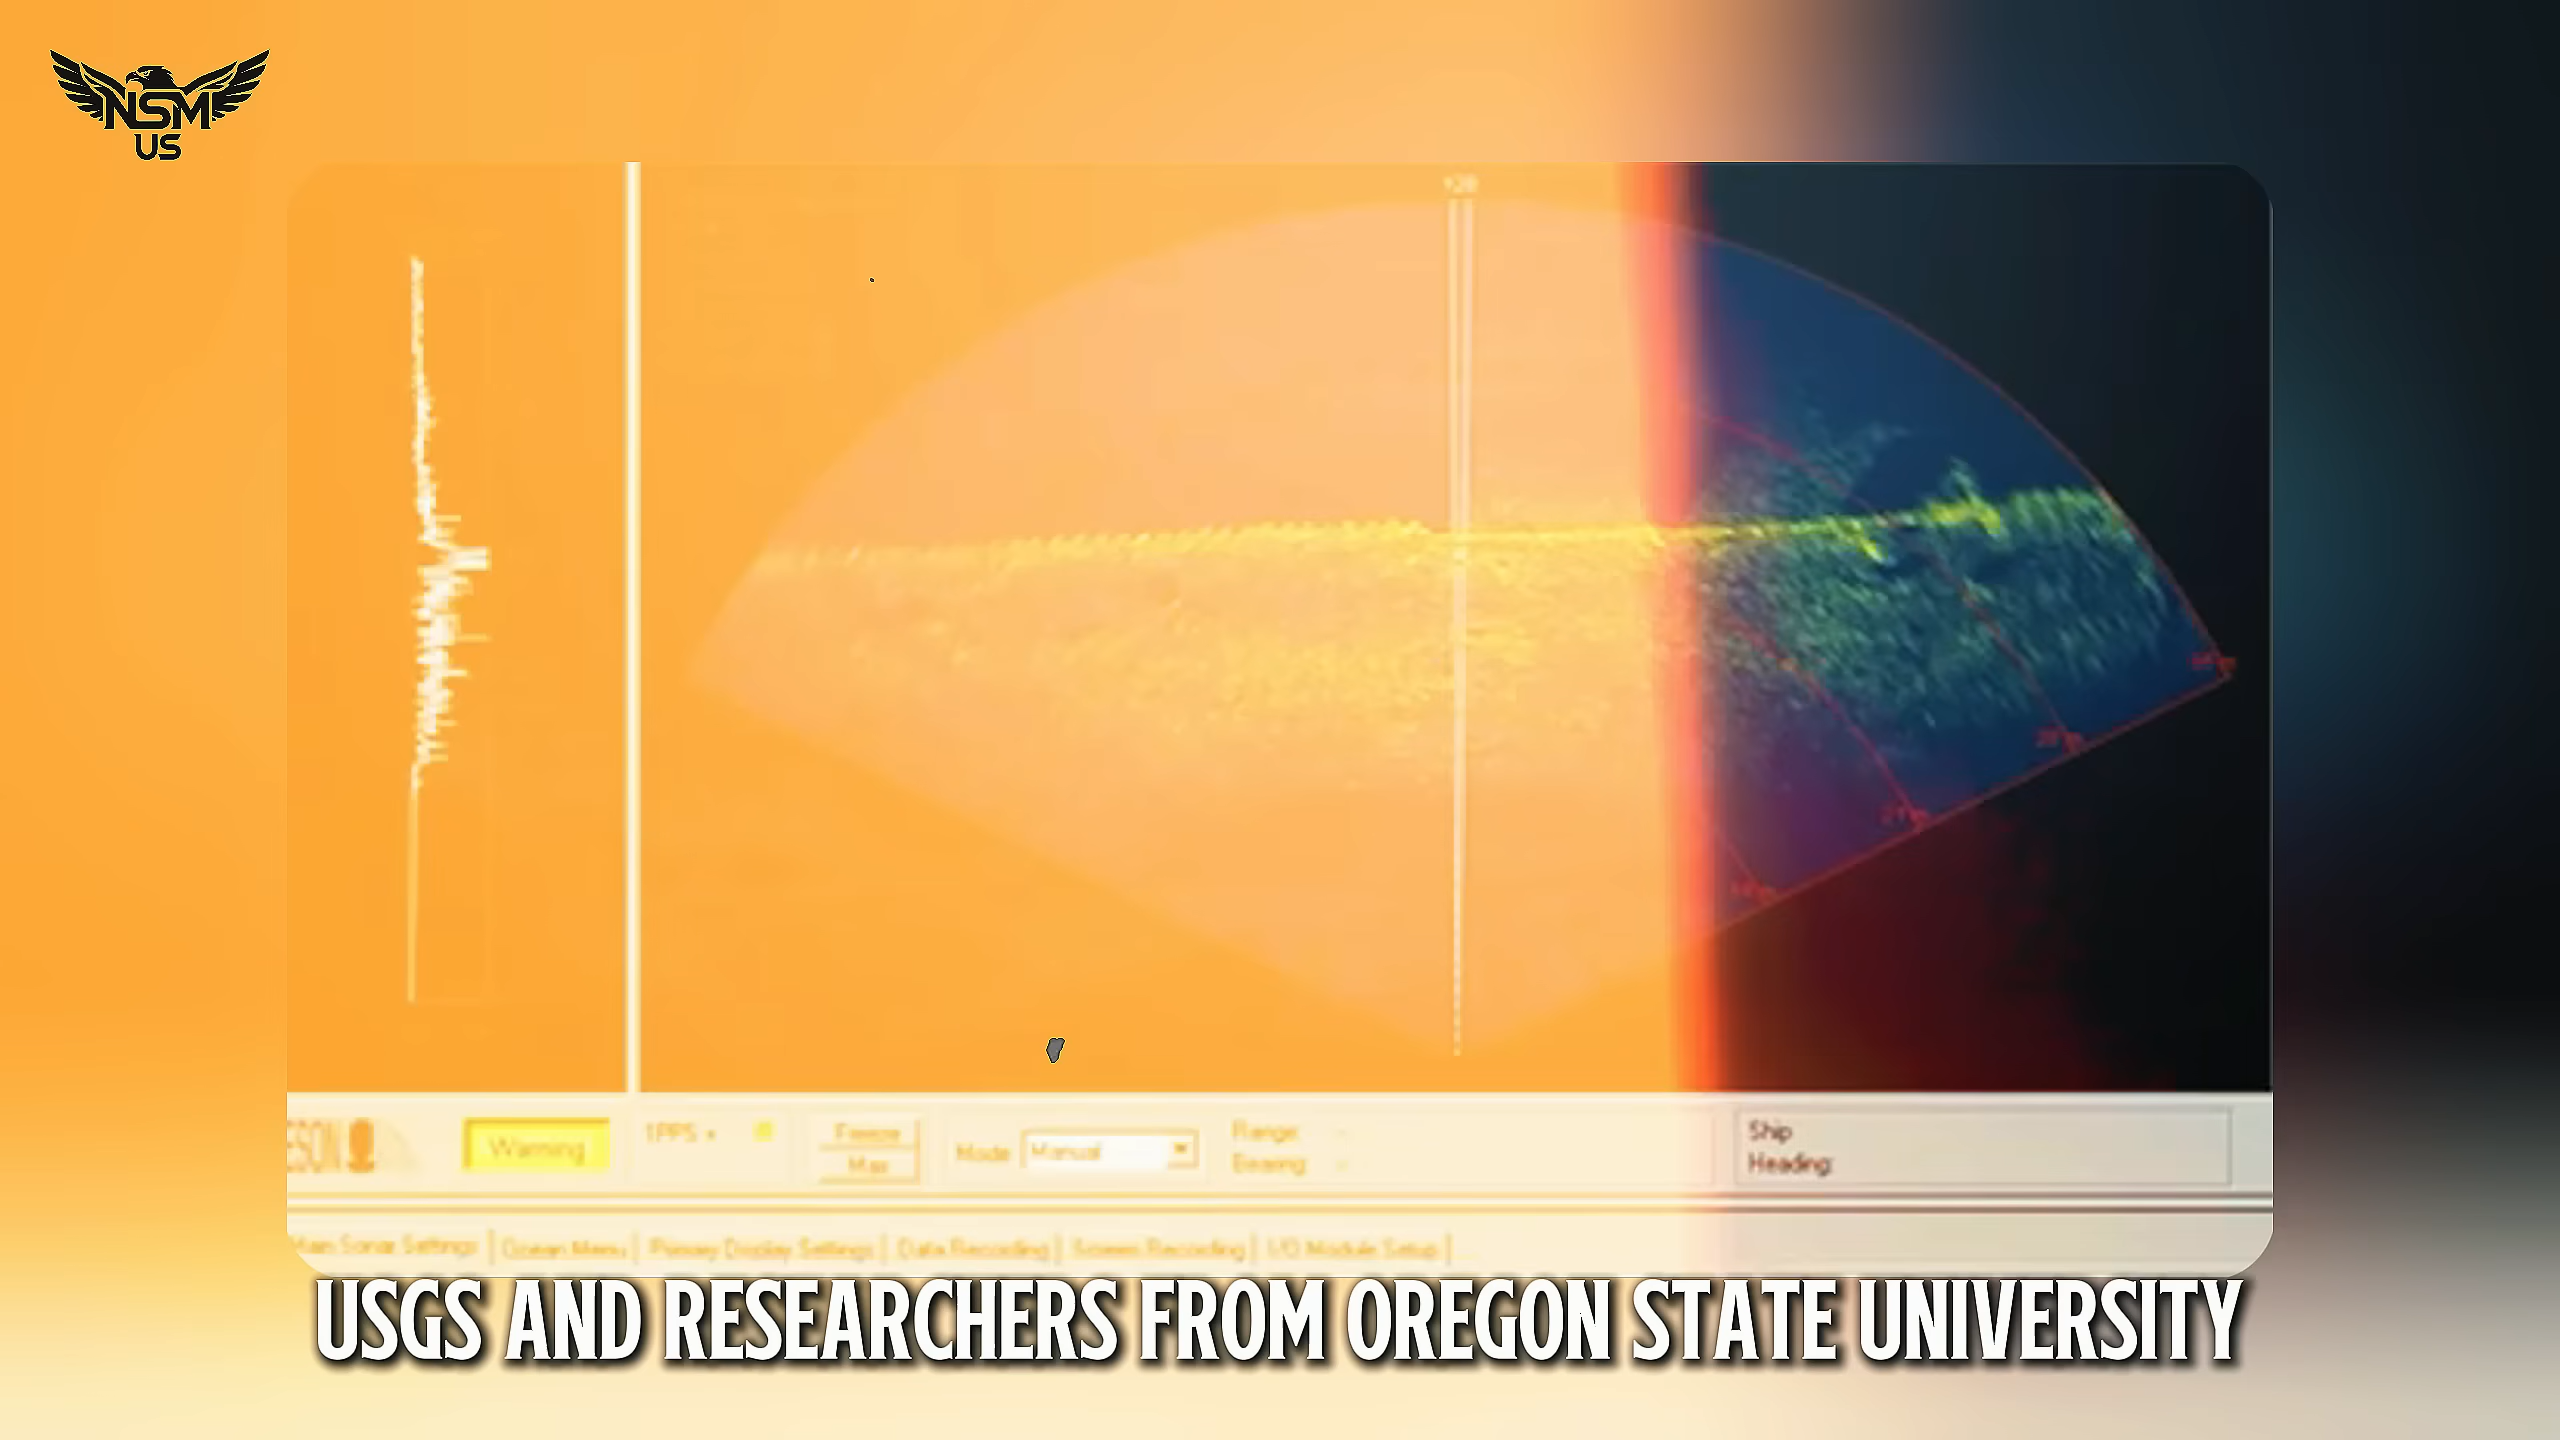 NSM
US
Warning
1PPS
Freeze
Max
Mode
Manual
Range:
Bearing:
Ship
Heading:
Main Sonar Settings
Ocean Menu
Primary Display Settings
Data Recording
Screen Recording
I/O Module Setup
USGS AND RESEARCHERS FROM OREGON STATE UNIVERSITY